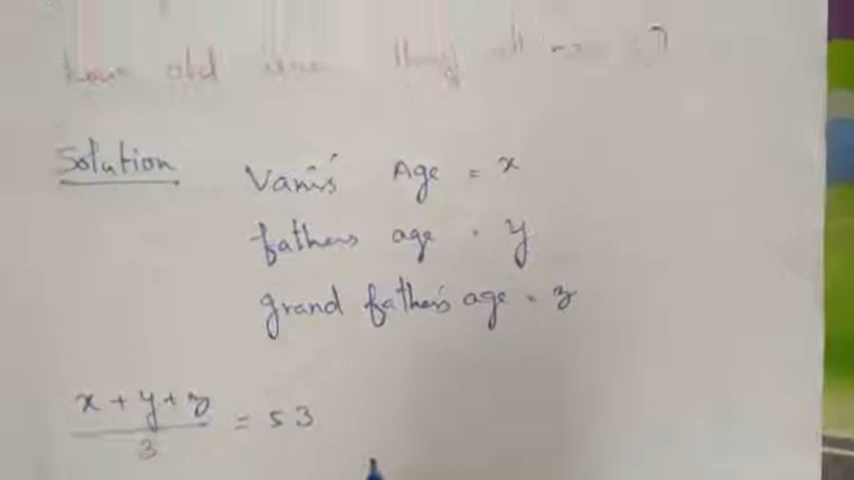 Solution Vani's Age = x
fathers age = y
grand father's age = z
x + y + z
3
= 53